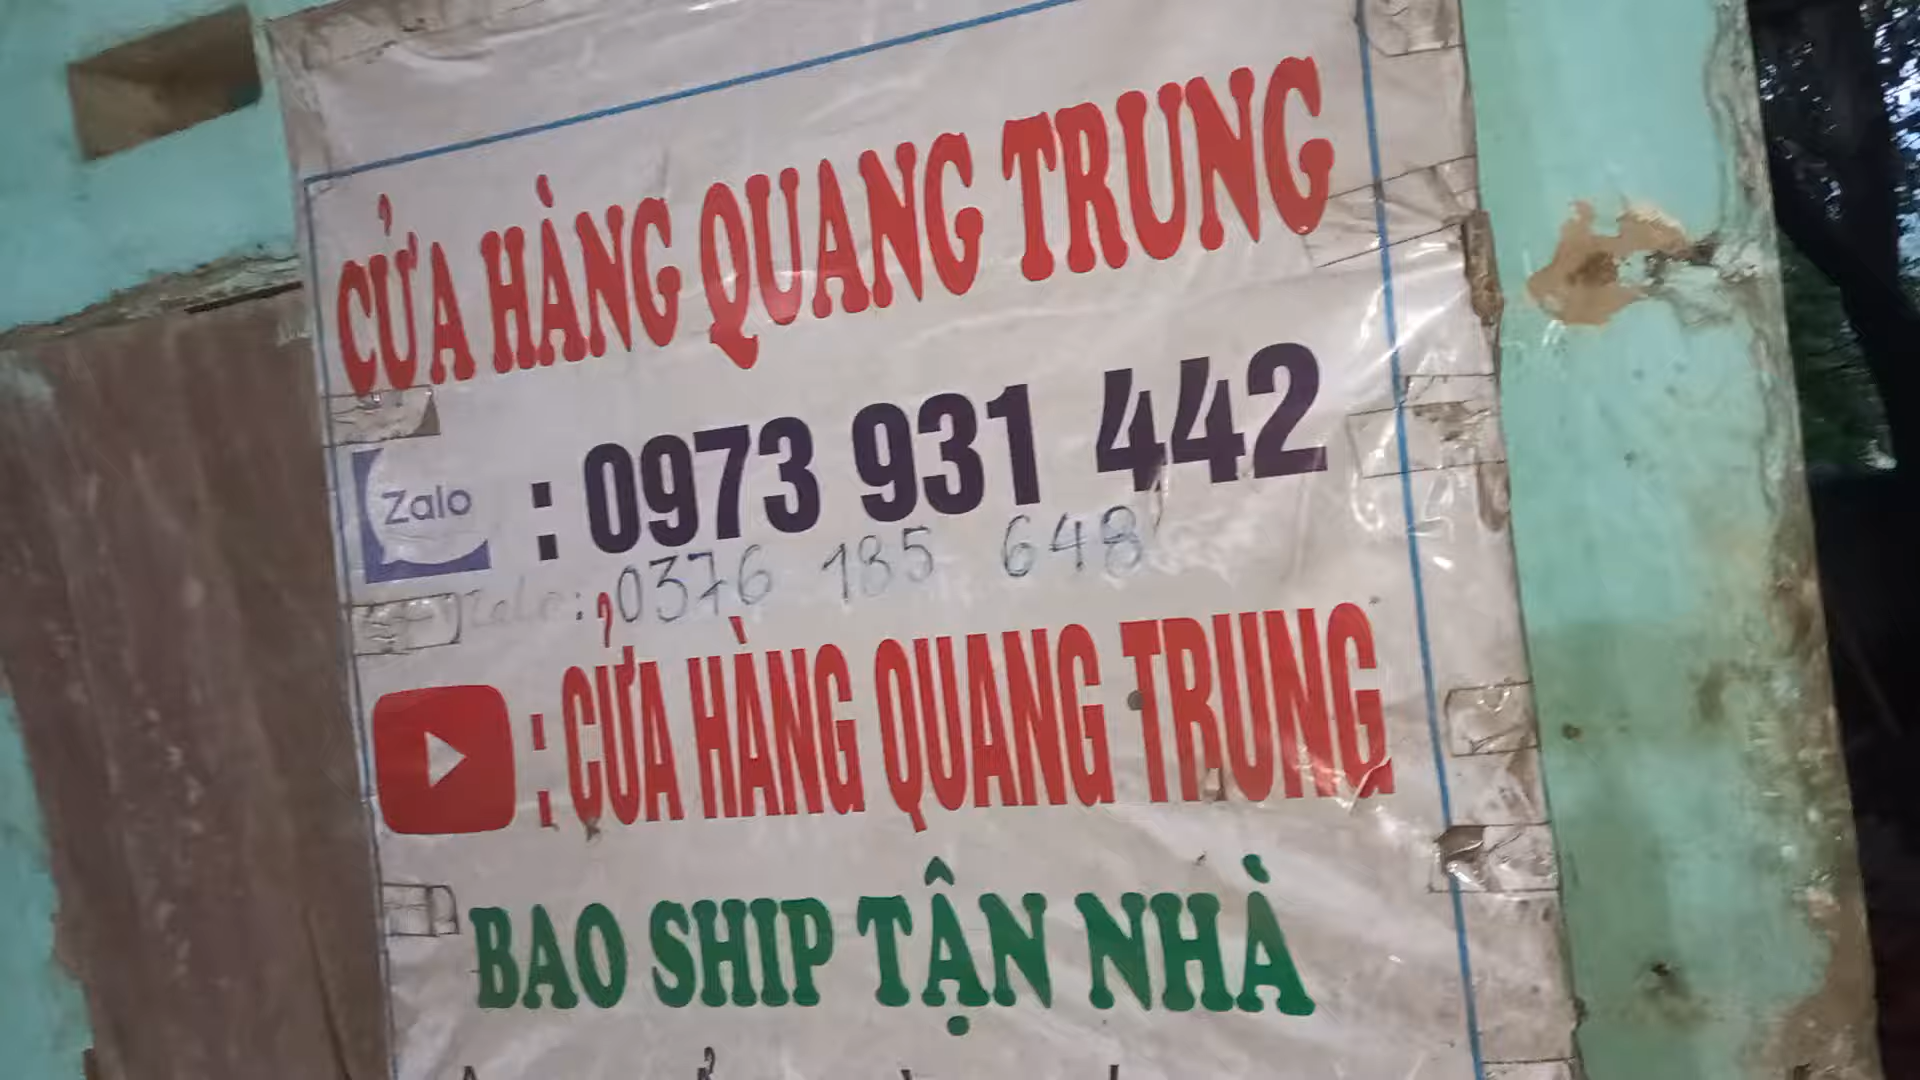 CỬA HÀNG QUANG TRUNG
Zalo : 0973 931 442
Zalo: 0376 185 648
: CỬA HÀNG QUANG TRUNG
BAO SHIP TẬN NHÀ